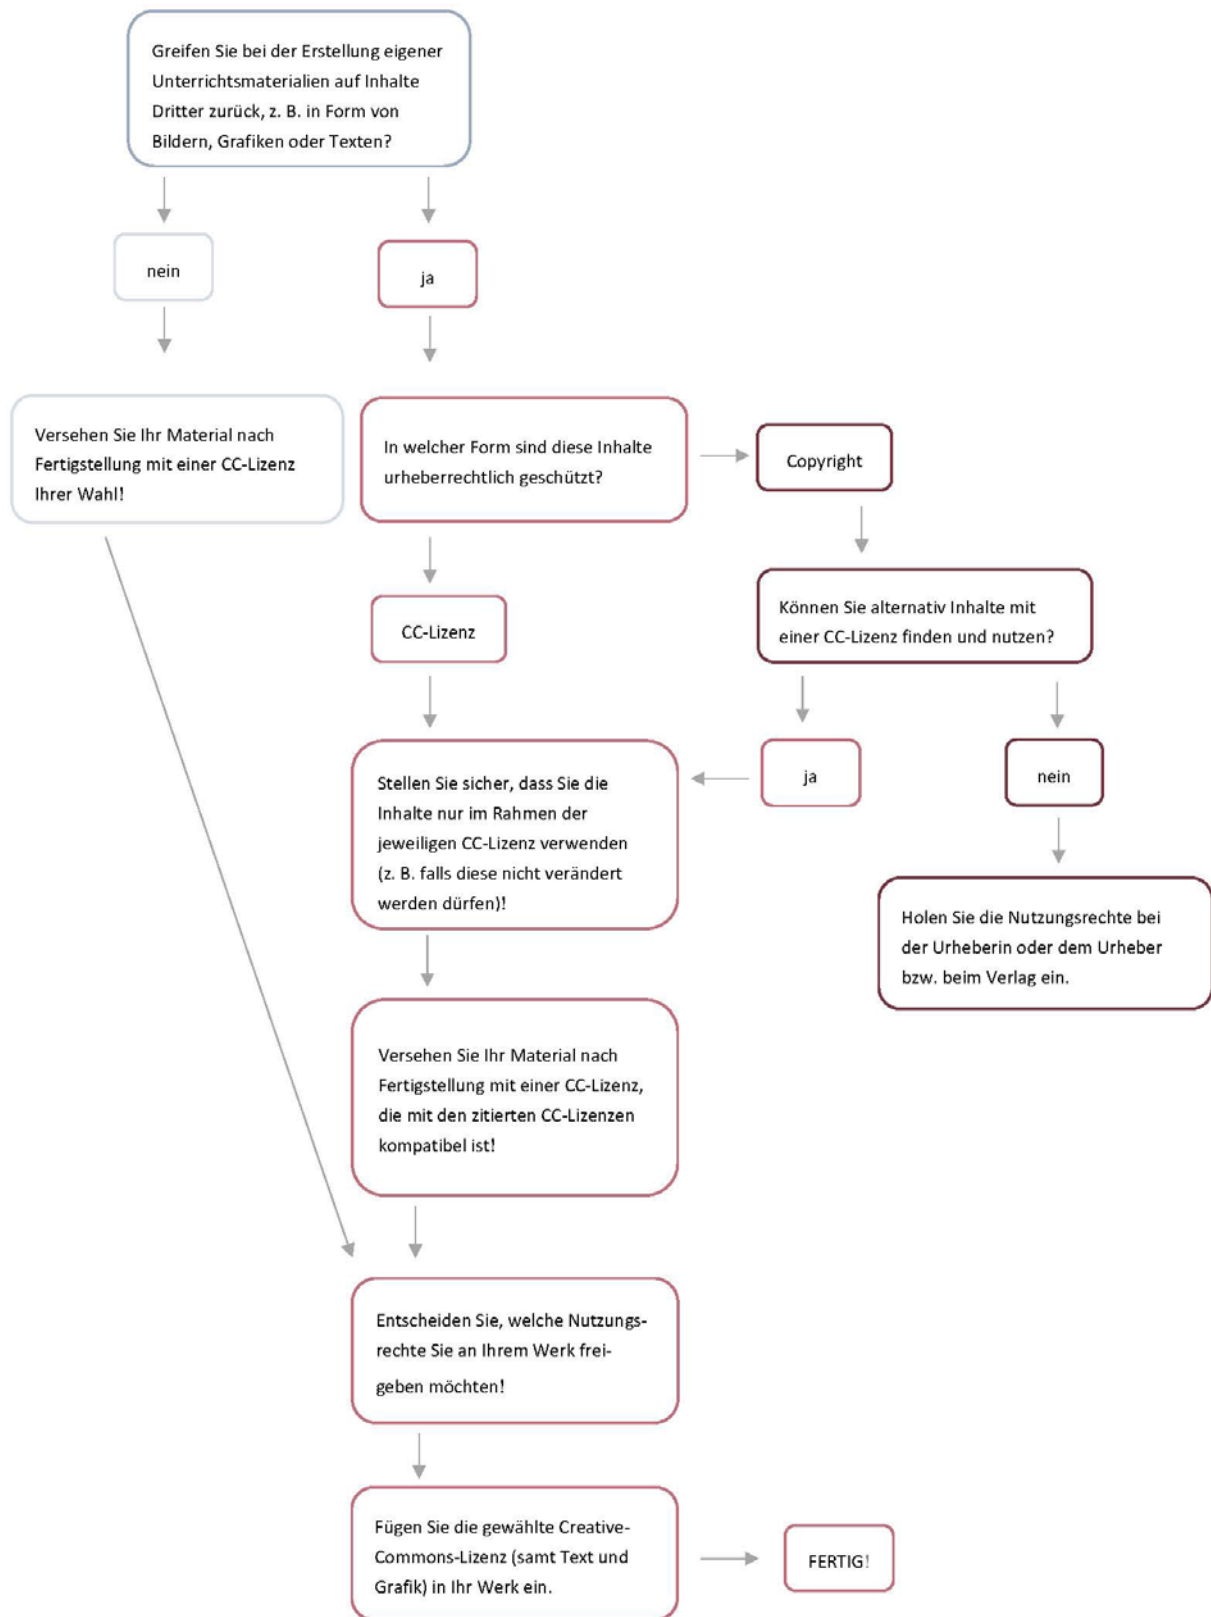 Greifen Sie bei der Erstellung eigener
Unterrichtsmaterialien auf Inhalte
Dritter zurück, z. B. in Form von
Bildern, Grafiken oder Texten?
nein
ja
Versehen Sie Ihr Material nach
Fertigstellung mit einer CC-Lizenz
Ihrer Wahl!
In welcher Form sind diese Inhalte
urheberrechtlich geschützt?
Copyright
CC-Lizenz
Können Sie alternativ Inhalte mit
einer CC-Lizenz finden und nutzen?
ja
nein
Stellen Sie sicher, dass Sie die
Inhalte nur im Rahmen der
jeweiligen CC-Lizenz verwenden
(z. B. falls diese nicht verändert
werden dürfen)!
Holen Sie die Nutzungsrechte bei
der Urheberin oder dem Urheber
bzw. beim Verlag ein.
Versehen Sie Ihr Material nach
Fertigstellung mit einer CC-Lizenz,
die mit den zitierten CC-Lizenzen
kompatibel ist!
Entscheiden Sie, welche Nutzungs-
rechte Sie an Ihrem Werk frei-
geben möchten!
Fügen Sie die gewählte Creative-
Commons-Lizenz (samt Text und
Grafik) in Ihr Werk ein.
FERTIG!